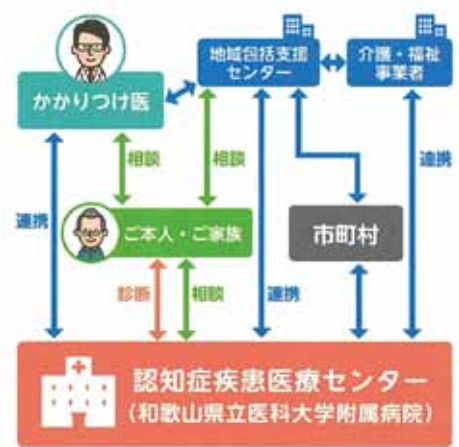 かかりつけ医
地域包括支援
センター
介護・福祉
事業者
相談
相談
連携
連携
ご本人・ご家族
市町村
診断
相談
連携
認知症疾患医療センター
（和歌山県立医科大学附属病院）